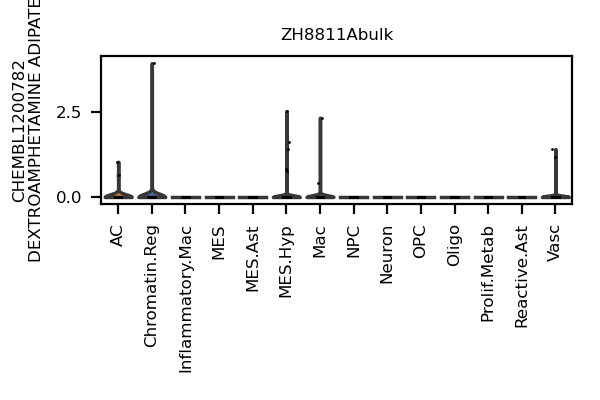 ZH8811Abulk
CHEMBL1200782
DEXTROAMPHETAMINE ADIPATE
2.5
0.0
AC
Chromatin.Reg
Inflammatory.Mac
MES
MES.Ast
MES.Hyp
Mac
NPC
Neuron
OPC
Oligo
Prolif.Metab
Reactive.Ast
Vasc